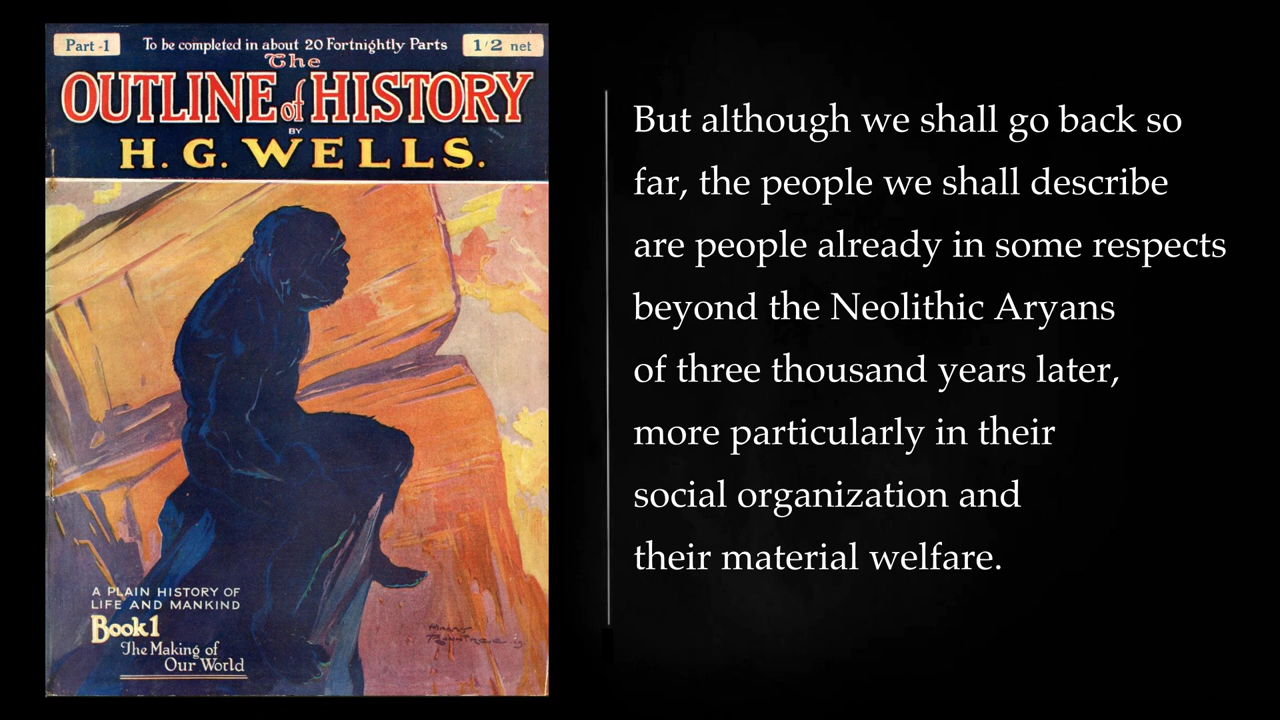 Part -1
To be completed in about 20 Fortnightly Parts
1/2 net
The
OUTLINE of HISTORY
BY
H. G. WELLS.
A PLAIN HISTORY OF
LIFE AND MANKIND
Book 1
The Making of
Our World
But although we shall go back so
far, the people we shall describe
are people already in some respects
beyond the Neolithic Aryans
of three thousand years later,
more particularly in their
social organization and
their material welfare.